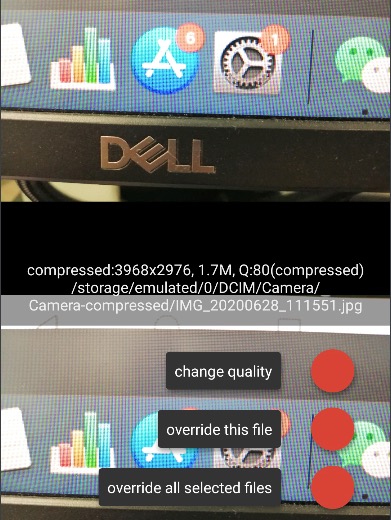 6
1
DELL
compressed:3968x2976, 1.7M, Q:80(compressed)
/storage/emulated/0/DCIM/Camera/_
Camera-compressed/IMG_20200628_111551.jpg
change quality
override this file
override all selected files